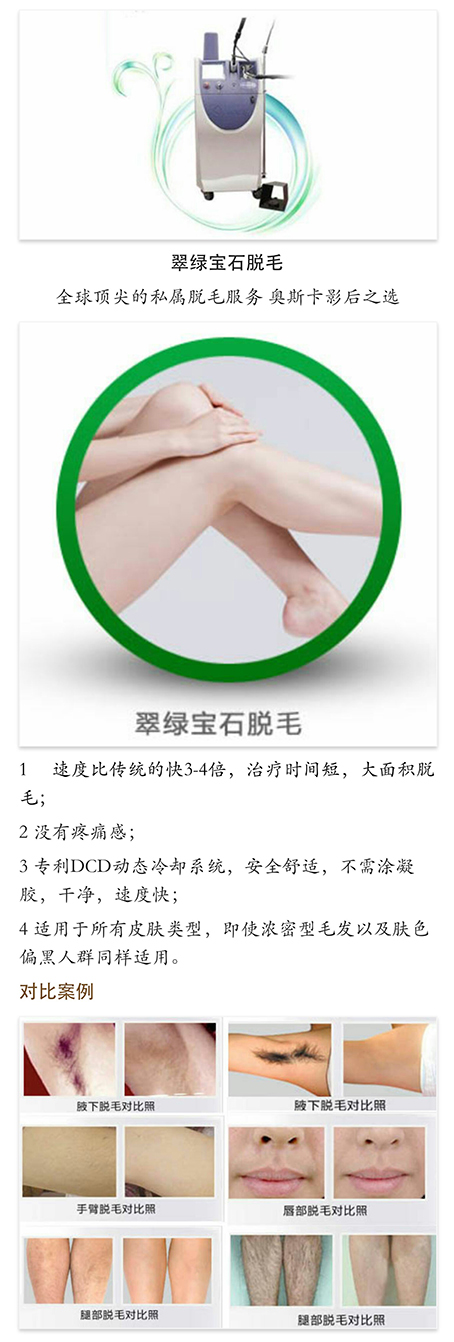 翠绿宝石脱毛
全球顶尖的私属脱毛服务 奥斯卡影后之选
翠绿宝石脱毛
1 速度比传统的快3-4倍，治疗时间短，大面积脱
毛；
2 没有疼痛感；
3 专利DCD动态冷却系统，安全舒适，不需涂凝
胶，干净，速度快；
4 适用于所有皮肤类型，即使浓密型毛发以及肤色
偏黑人群同样适用。
对比案例
腋下脱毛对比照
腋下脱毛对比照
手臂脱毛对比照
唇部脱毛对比照
腿部脱毛对比照
腿部脱毛对比照